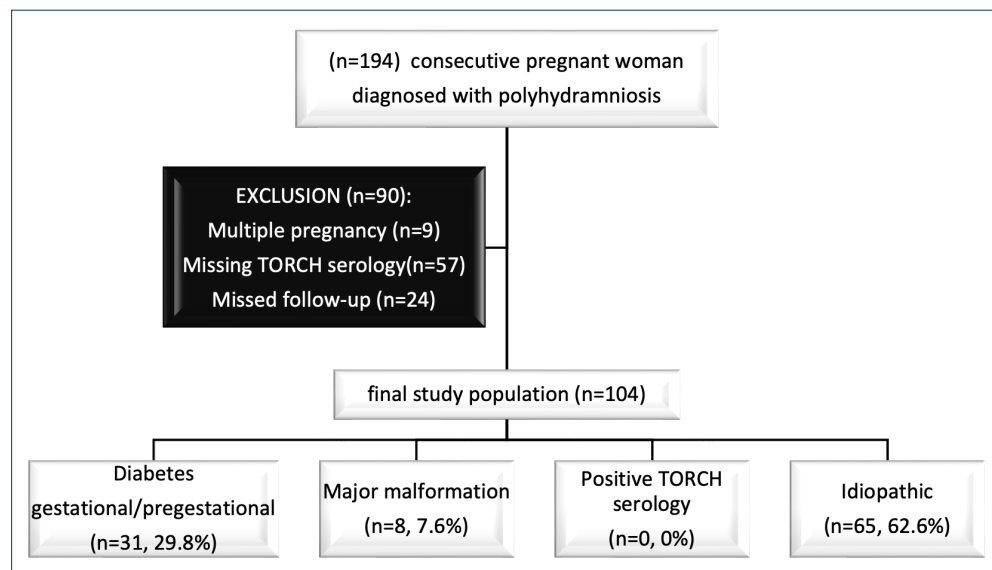 (n=194) consecutive pregnant woman
diagnosed with polyhydramniosis
EXCLUSION (n=90):
Multiple pregnancy (n=9)
Missing TORCH serology(n=57)
Missed follow-up (n=24)
final study population (n=104)
Diabetes
gestational/pregestational
(n=31, 29.8%)
Major malformation
(n=8, 7.6%)
Positive TORCH
serology
(n=0, 0%)
Idiopathic
(n=65, 62.6%)